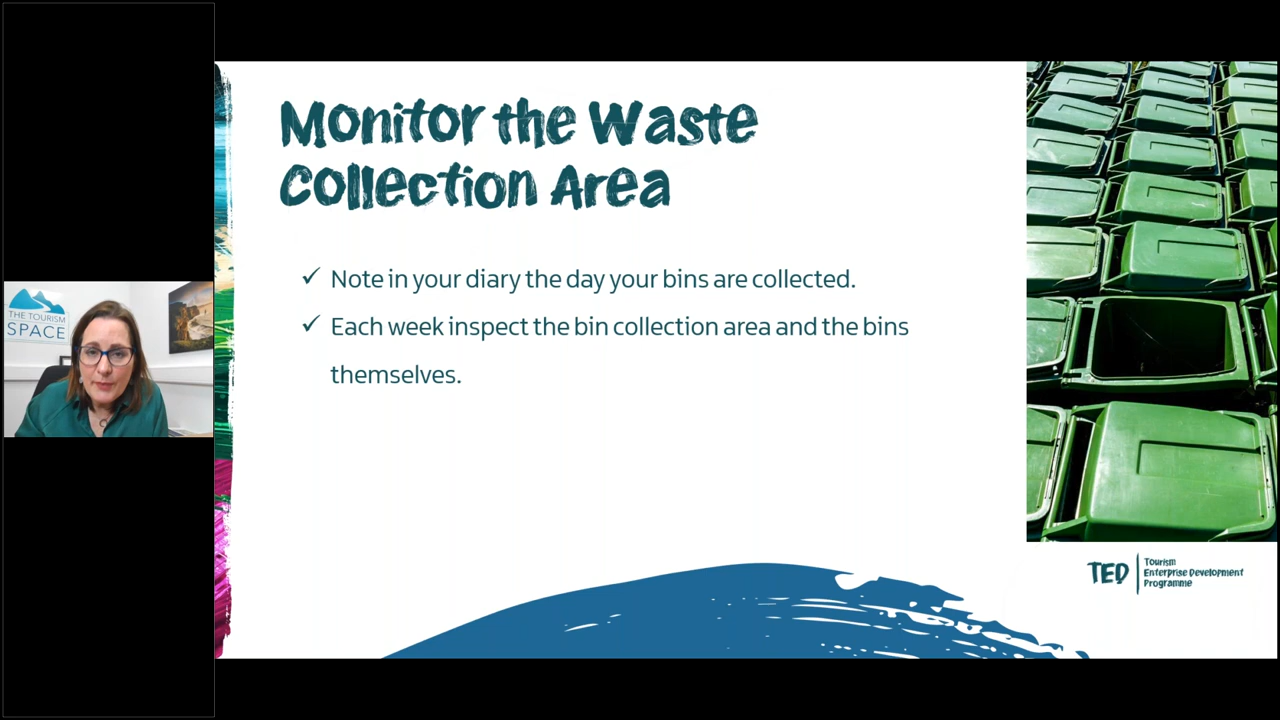 Monitor the Waste
Collection Area
✓ Note in your diary the day your bins are collected.
✓ Each week inspect the bin collection area and the bins
themselves.
THE TOURISM
SPACE
TED
Tourism
Enterprise Development
Programme